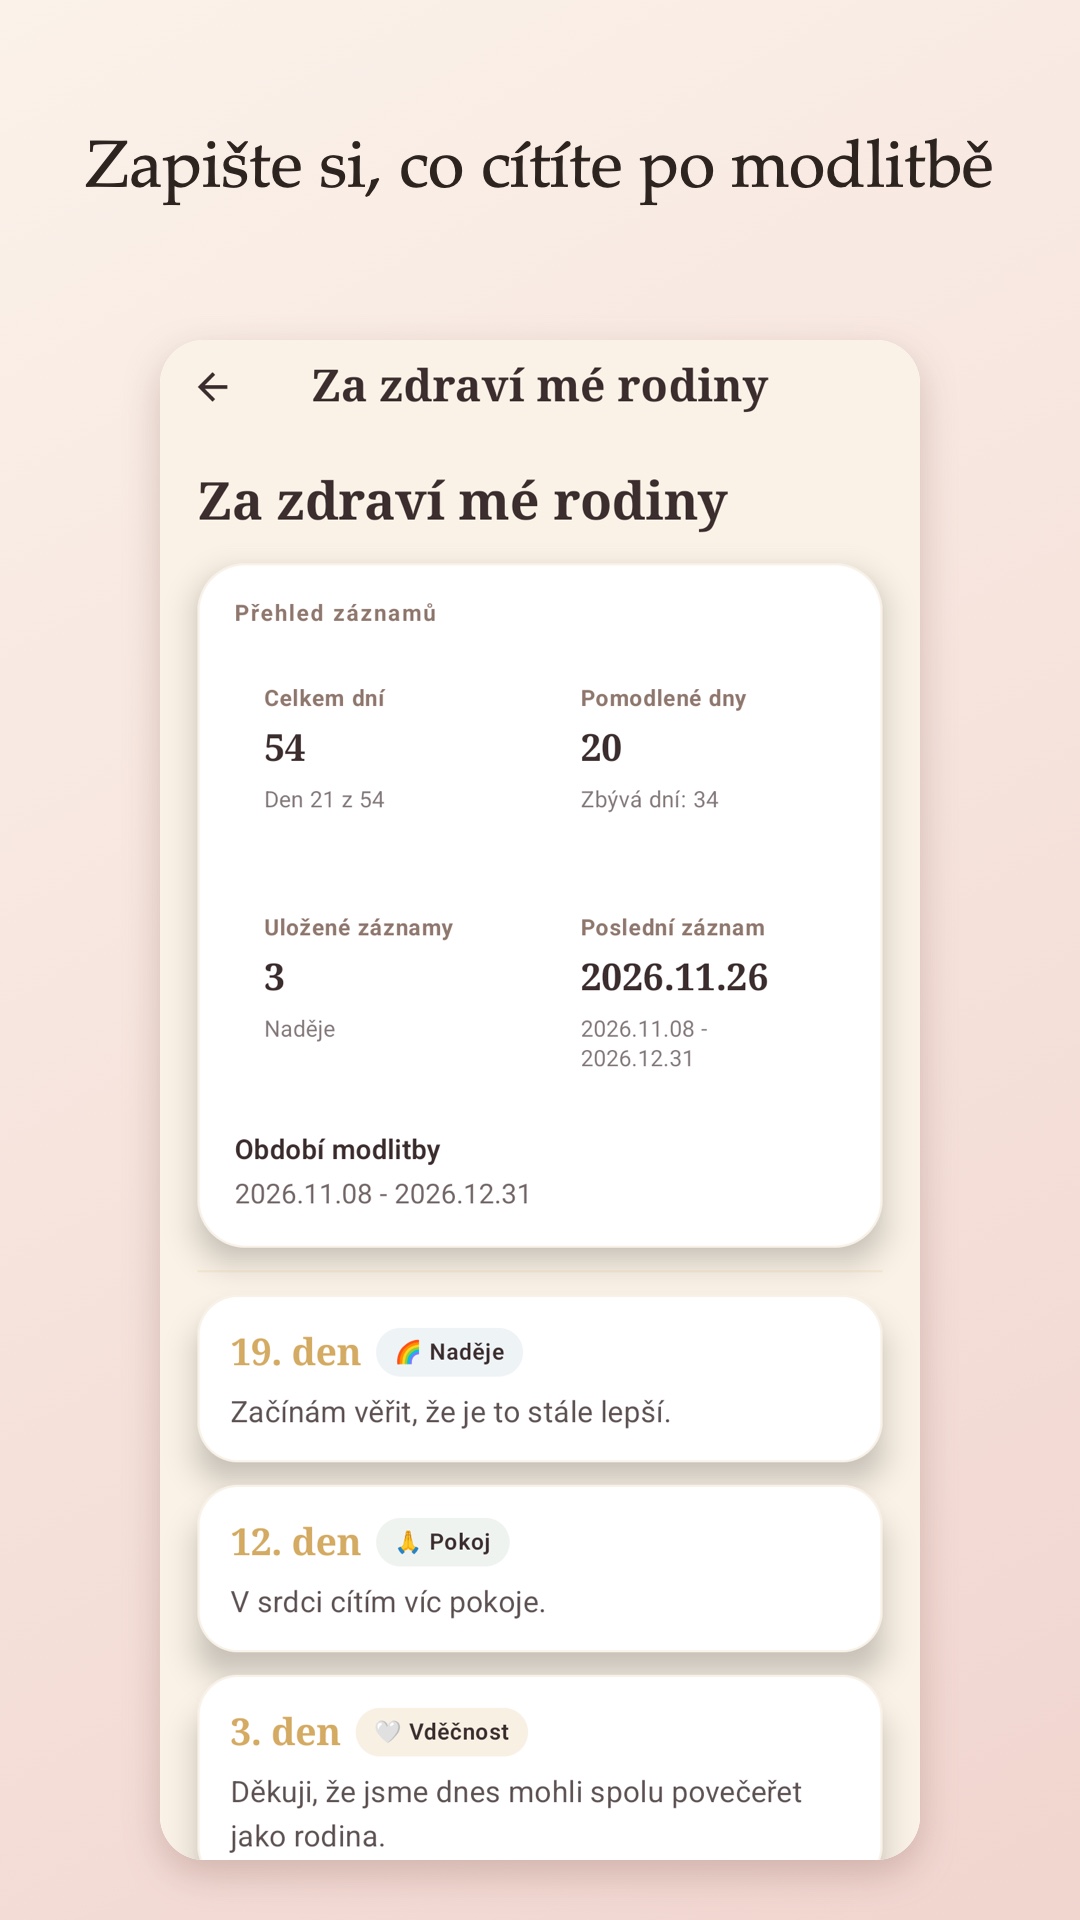 Zapište si, co cítíte po modlitbě
Za zdraví mé rodiny
Za zdraví mé rodiny
Přehled záznamů
Celkem dní
54
Den 21 z 54
Pomodlené dny
20
Zbývá dní: 34
Uložené záznamy
3
Naděje
Poslední záznam
2026.11.26
2026.11.08 -
2026.12.31
Období modlitby
2026.11.08 - 2026.12.31
19. den 🌈 Naděje
Začínám věřit, že je to stále lepší.
12. den 🙏 Pokoj
V srdci cítím víc pokoje.
3. den 🤍 Vděčnost
Děkuji, že jsme dnes mohli spolu povečeřet
jako rodina.